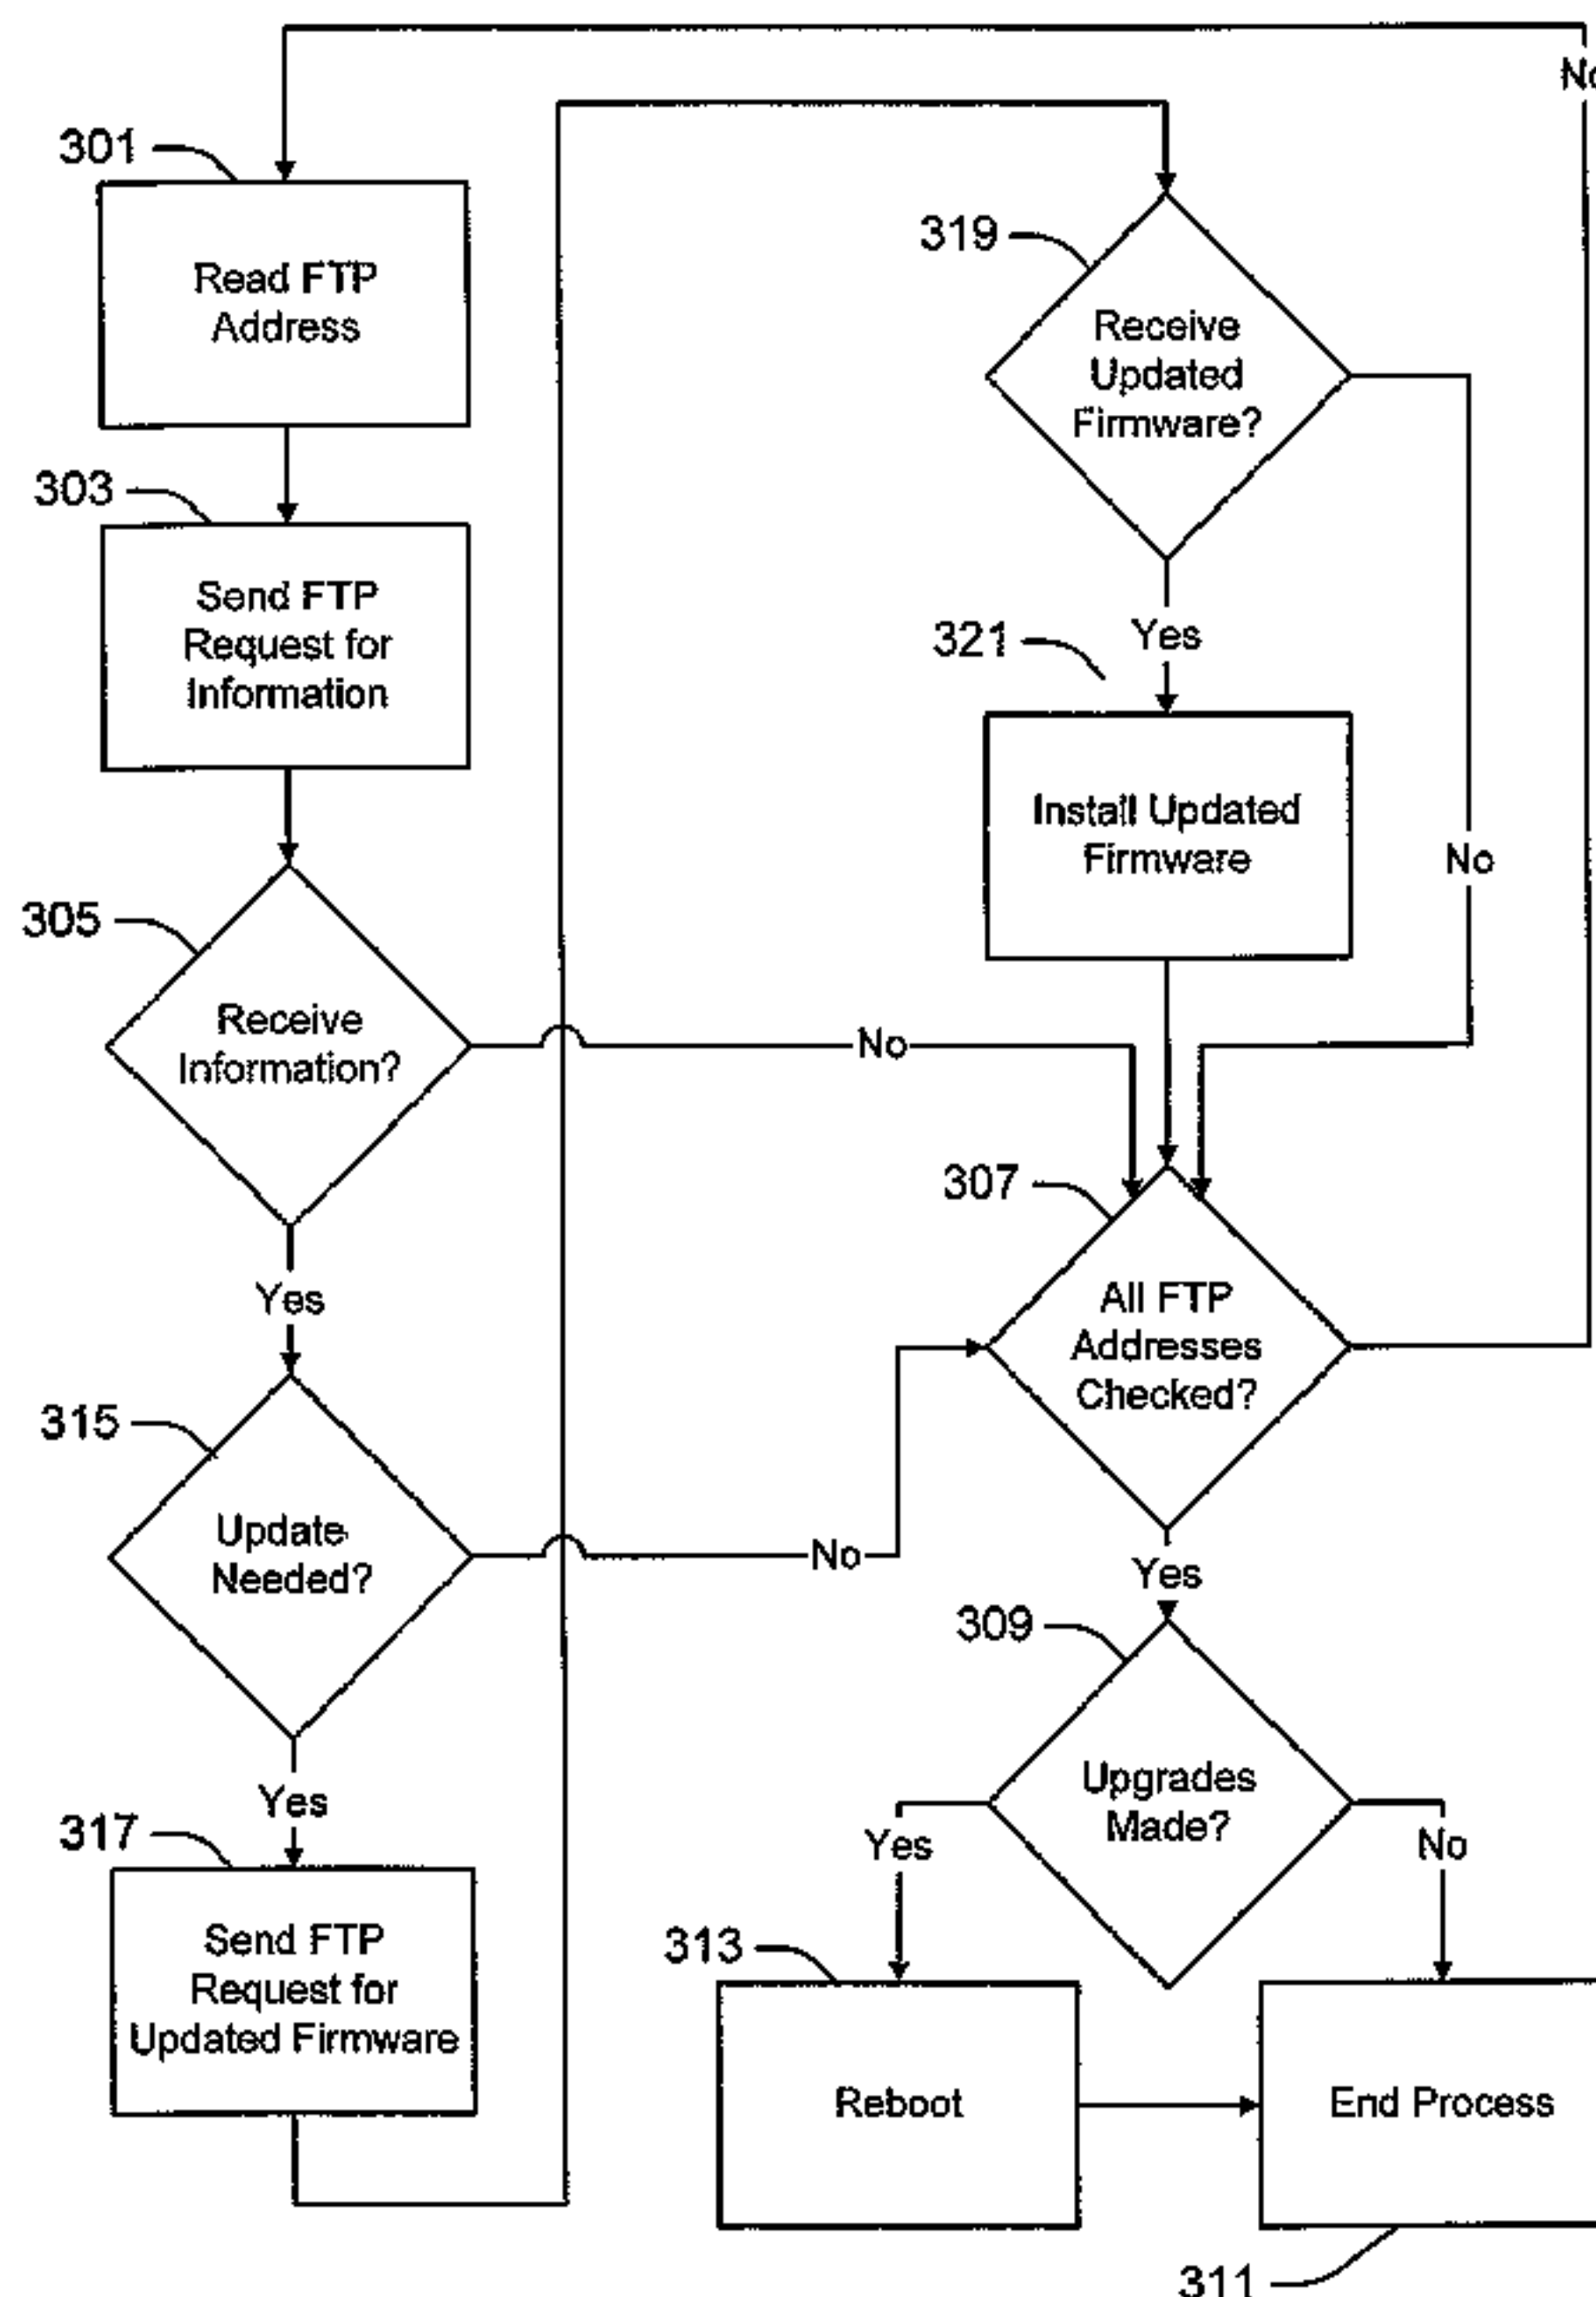 No
301
Read FTP
Address
303
Send FTP
Request for
Information
305
Receive
Information?
No
Yes
315
Update
Needed?
No
Yes
317
Send FTP
Request for
Updated Firmware
319
Receive
Updated
Firmware?
Yes
No
321
Install Updated
Firmware
307
All FTP
Addresses
Checked?
Yes
309
Upgrades
Made?
Yes
No
313
Reboot
End Process
311